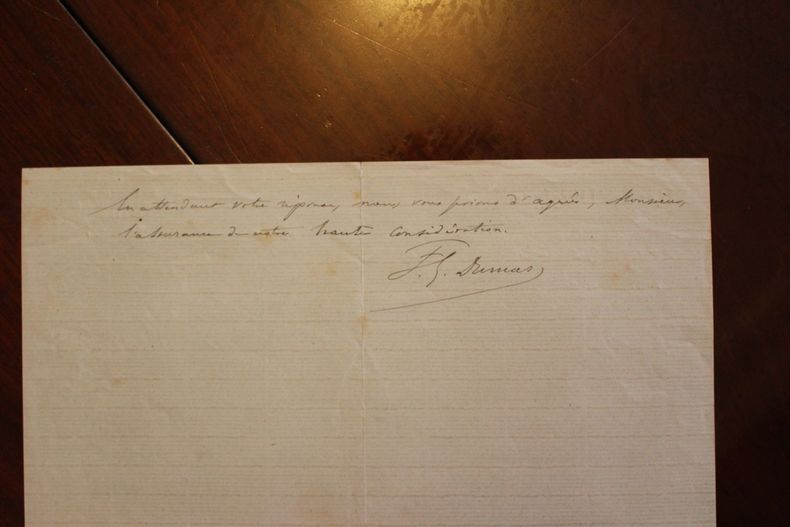 En attendant votre réponse, nous vous prions d'agréer, Monsieur,
l'assurance de notre haute considération.
F. G. Dumas